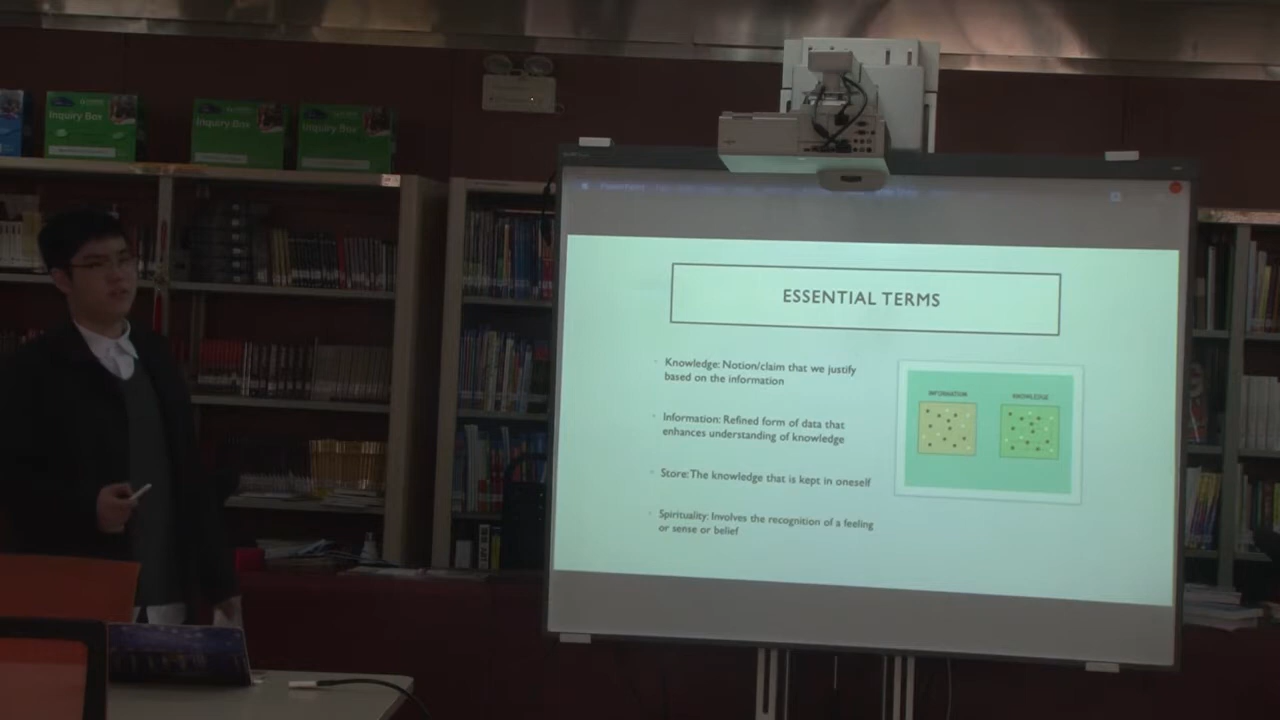 Inquiry Box
Inquiry Box
Inquiry Box
PowerPoint
ESSENTIAL TERMS
Knowledge: Notion/claim that we justify
based on the information
Information: Refined form of data that
enhances understanding of knowledge
Store: The knowledge that is kept in oneself
Spirituality: Involves the recognition of a feeling
or sense or belief
INFORMATION
KNOWLEDGE